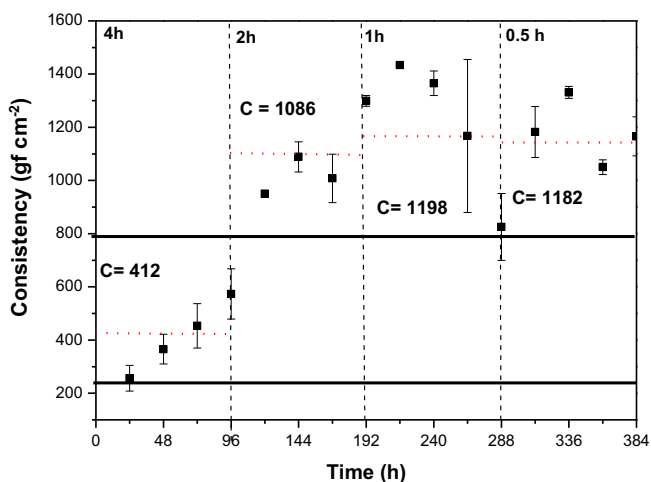 4h
2h
1h
0.5 h
C = 1086
C= 1198
C= 1182
C= 412
Consistency (gf cm-2)
1600
1400
1200
1000
800
600
400
200
0 48 96 144 192 240 288 336 384
Time (h)